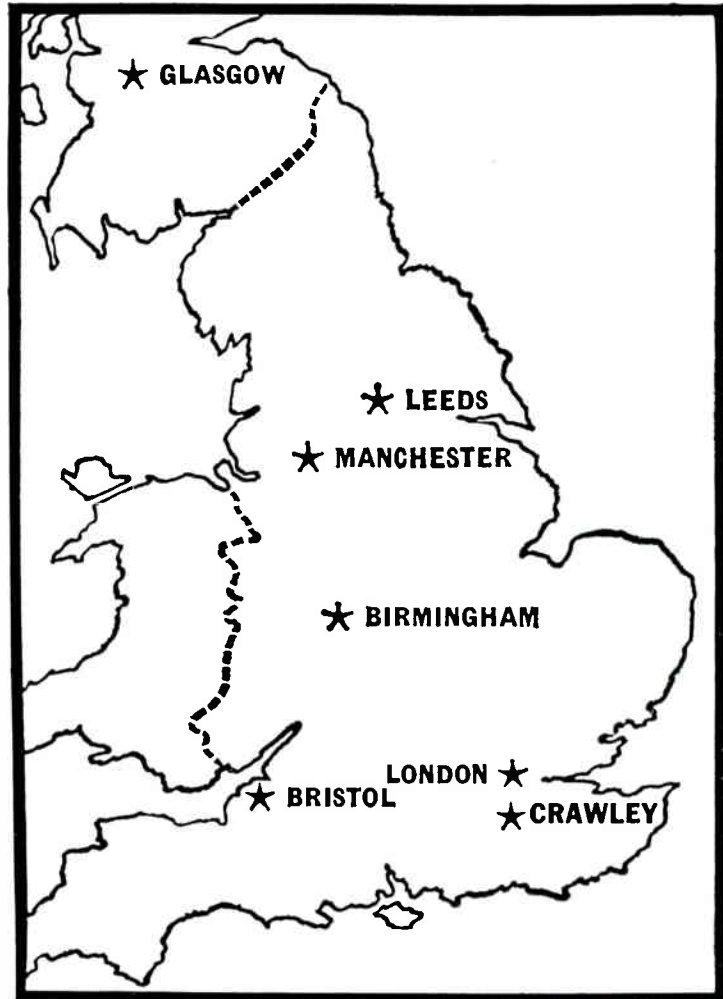 GLASGOW
LEEDS
MANCHESTER
BIRMINGHAM
LONDON
BRISTOL
CRAWLEY